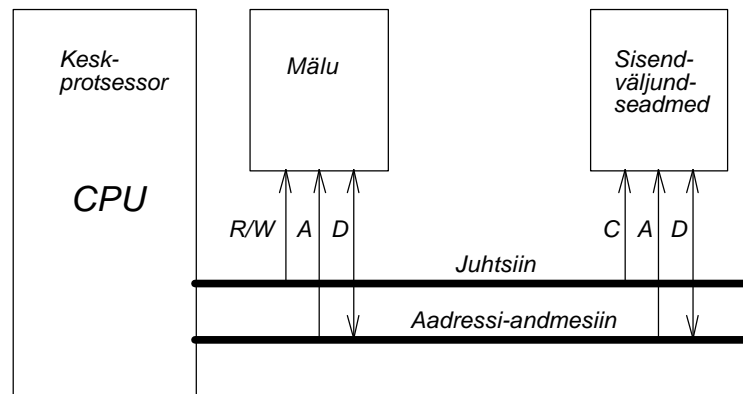 Kesk-
protsessor
CPU
Mälu
Sisend-
väljund-
seadmed
R/W A D
C A D
Juhtsiin
Aadressi-andmesiin